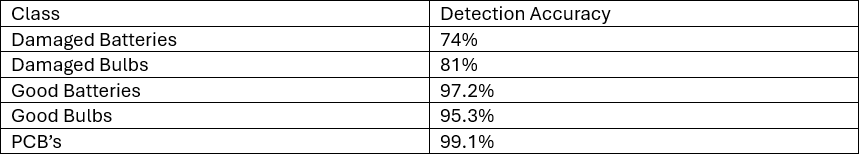 Class Detection Accuracy
Damaged Batteries 74%
Damaged Bulbs 81%
Good Batteries 97.2%
Good Bulbs 95.3%
PCB’s 99.1%